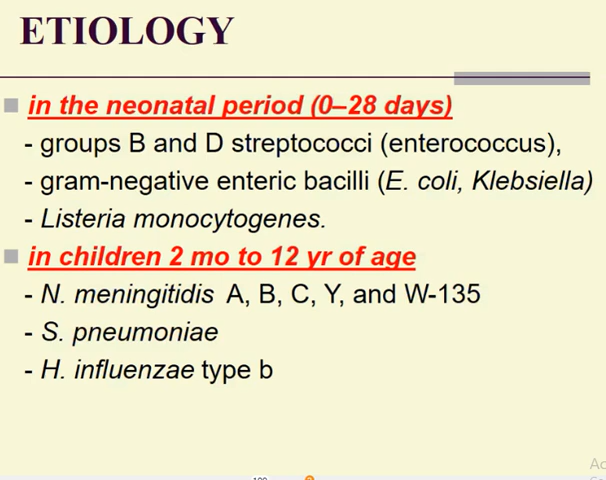 ETIOLOGY
in the neonatal period (0–28 days)
- groups B and D streptococci (enterococcus),
- gram-negative enteric bacilli (E. coli, Klebsiella)
- Listeria monocytogenes.
in children 2 mo to 12 yr of age
- N. meningitidis A, B, C, Y, and W-135
- S. pneumoniae
- H. influenzae type b